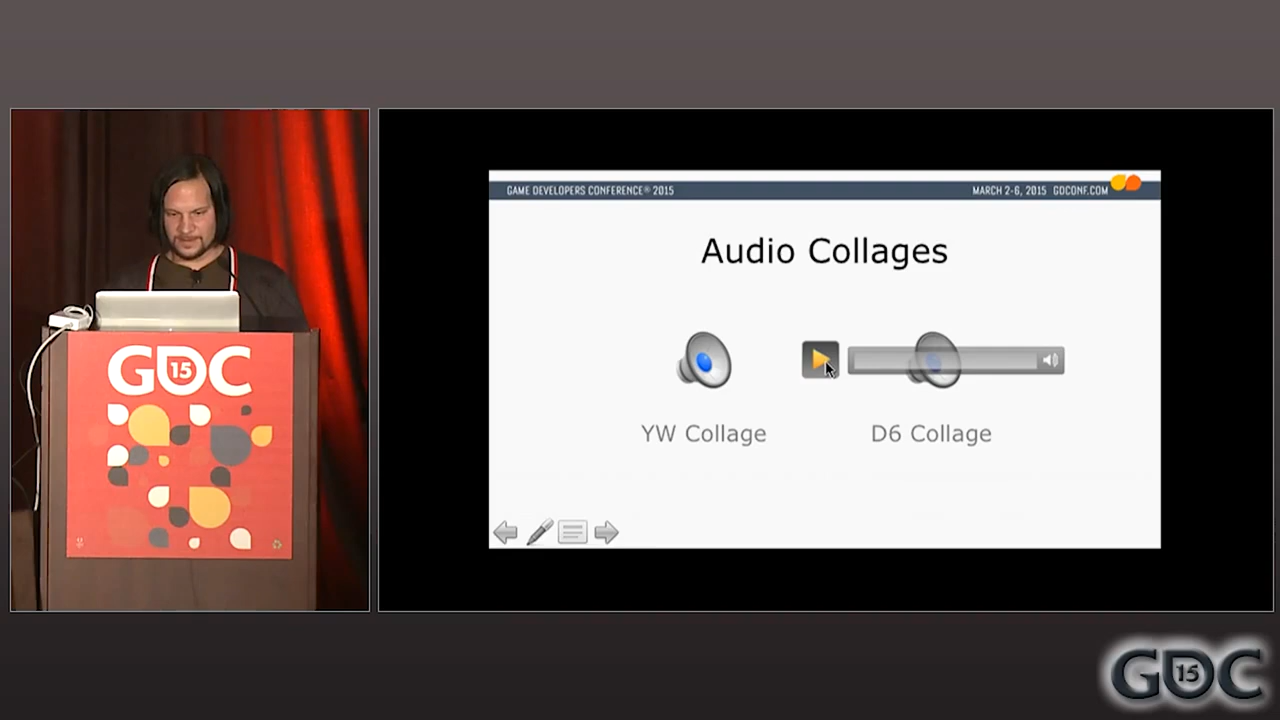 GDC
15
GAME DEVELOPERS CONFERENCE® 2015
MARCH 2-6, 2015 GDCONF.COM
Audio Collages
YW Collage
D6 Collage
GDC
15